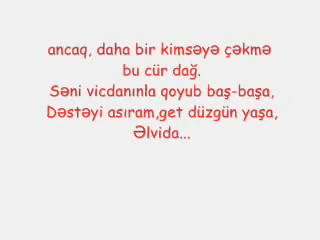 ancaq, daha bir kimsəyə çəkmə
bu cür dağ.
Səni vicdanınla qoyub baş-başa,
Dəstəyi asıram,get düzgün yaşa,
Əlvida...